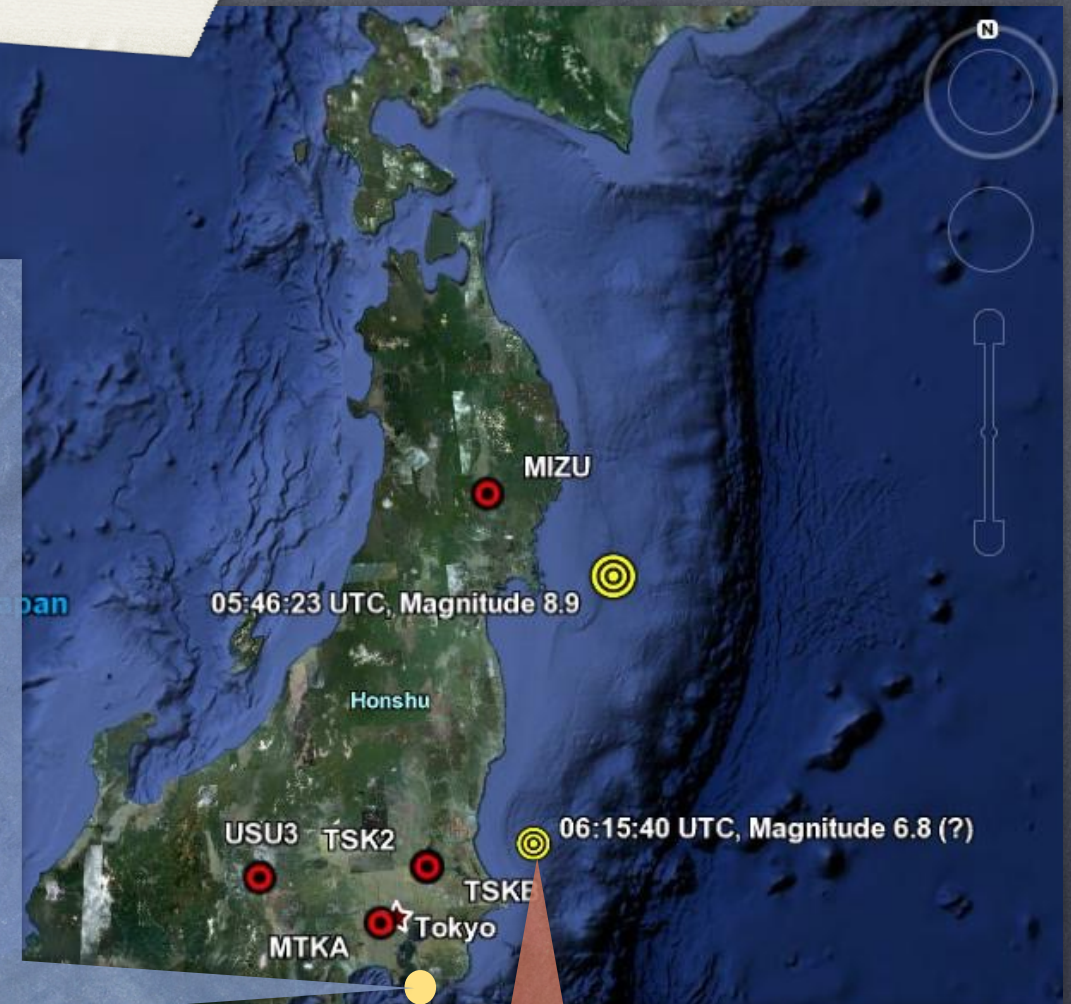 N
MIZU
05:46:23 UTC, Magnitude 8.9
Honshu
06:15:40 UTC, Magnitude 6.8 (?)
USU3
TSK2
TSKB
Tokyo
MTKA